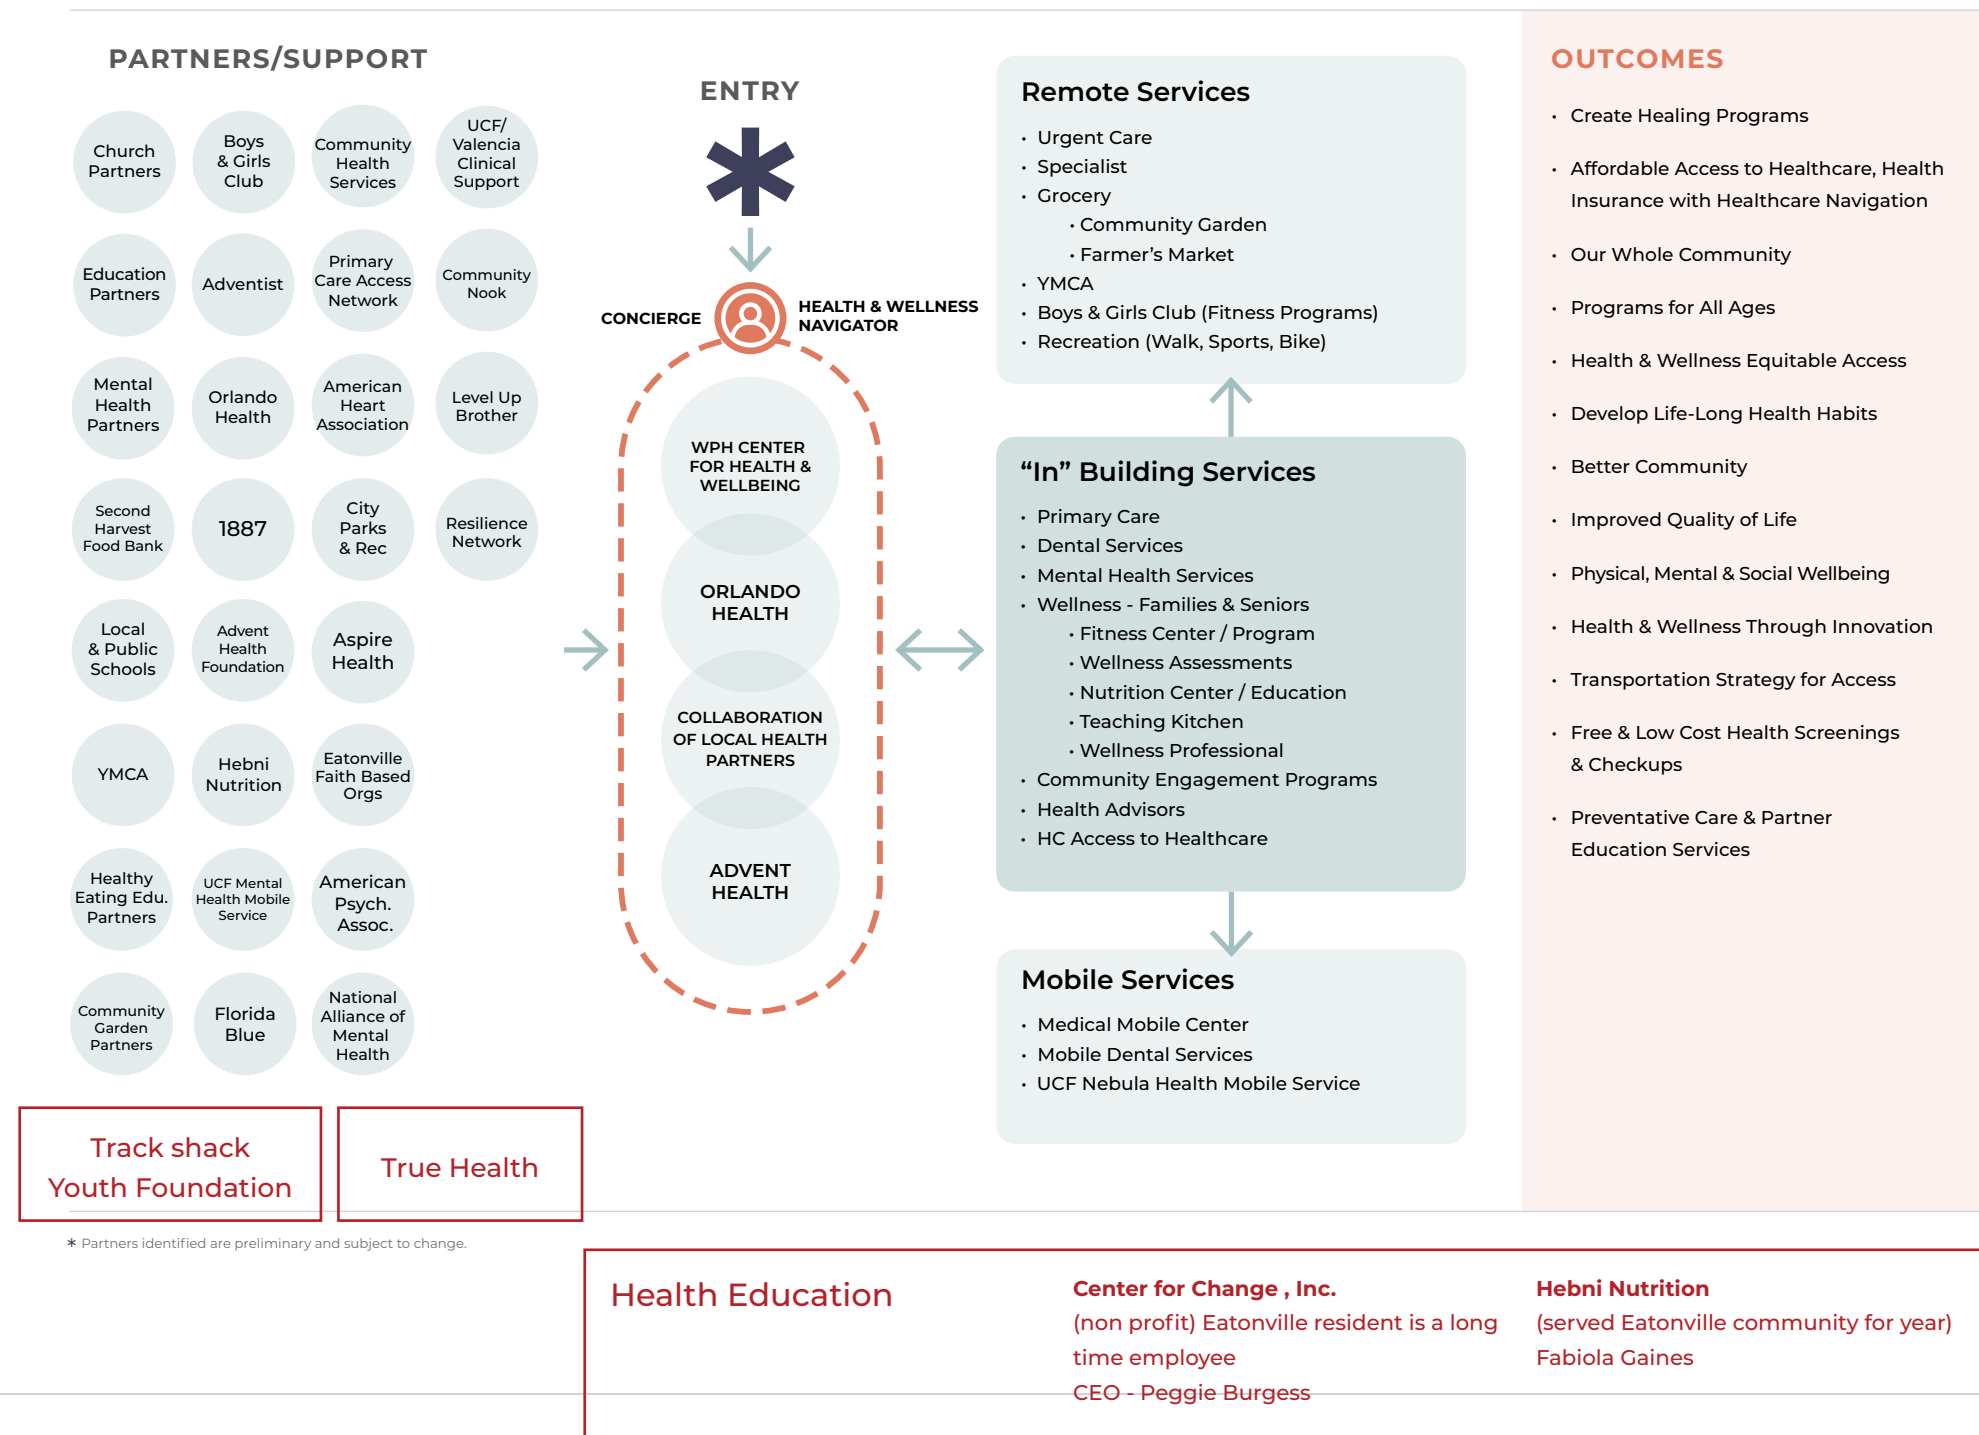 PARTNERS/SUPPORT
Church
Partners
Boys
& Girls
Club
Community
Health
Services
UCF/
Valencia
Clinical
Support
Education
Partners
Adventist
Primary
Care Access
Network
Community
Nook
Mental
Health
Partners
Orlando
Health
American
Heart
Association
Level Up
Brother
Second
Harvest
Food Bank
1887
City
Parks
& Rec
Resilience
Network
Local
& Public
Schools
Advent
Health
Foundation
Aspire
Health
YMCA
Hebni
Nutrition
Eatonville
Faith Based
Orgs
Healthy
Eating Edu.
Partners
UCF Mental
Health Mobile
Service
American
Psych.
Assoc.
Community
Garden
Partners
Florida
Blue
National
Alliance of
Mental
Health
Track shack
Youth Foundation
True Health
* Partners identified are preliminary and subject to change.
ENTRY
*
CONCIERGE
HEALTH & WELLNESS
NAVIGATOR
WPH CENTER
FOR HEALTH &
WELLBEING
ORLANDO
HEALTH
COLLABORATION
OF LOCAL HEALTH
PARTNERS
ADVENT
HEALTH
Remote Services
• Urgent Care
• Specialist
• Grocery
• Community Garden
• Farmer’s Market
• YMCA
• Boys & Girls Club (Fitness Programs)
• Recreation (Walk, Sports, Bike)
“In” Building Services
• Primary Care
• Dental Services
• Mental Health Services
• Wellness - Families & Seniors
• Fitness Center / Program
• Wellness Assessments
• Nutrition Center / Education
• Teaching Kitchen
• Wellness Professional
• Community Engagement Programs
• Health Advisors
• HC Access to Healthcare
Mobile Services
• Medical Mobile Center
• Mobile Dental Services
• UCF Nebula Health Mobile Service
OUTCOMES
• Create Healing Programs
• Affordable Access to Healthcare, Health
Insurance with Healthcare Navigation
• Our Whole Community
• Programs for All Ages
• Health & Wellness Equitable Access
• Develop Life-Long Health Habits
• Better Community
• Improved Quality of Life
• Physical, Mental & Social Wellbeing
• Health & Wellness Through Innovation
• Transportation Strategy for Access
• Free & Low Cost Health Screenings
& Checkups
• Preventative Care & Partner
Education Services
Health Education
Center for Change , Inc.
(non profit) Eatonville resident is a long
time employee
CEO - Peggie Burgess
Hebni Nutrition
(served Eatonville community for year)
Fabiola Gaines